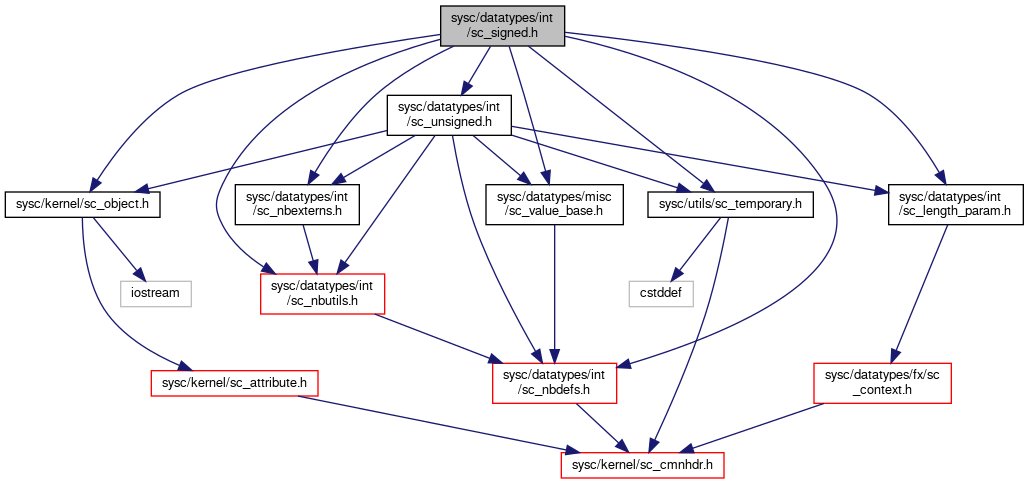 sysc/datatypes/int
/sc_signed.h
sysc/datatypes/int
/sc_unsigned.h
sysc/kernel/sc_object.h
sysc/datatypes/int
/sc_nbexterns.h
sysc/datatypes/misc
/sc_value_base.h
sysc/utils/sc_temporary.h
sysc/datatypes/int
/sc_length_param.h
iostream
sysc/datatypes/int
/sc_nbutils.h
cstddef
sysc/kernel/sc_attribute.h
sysc/datatypes/int
/sc_nbdefs.h
sysc/datatypes/fx/sc
_context.h
sysc/kernel/sc_cmnhdr.h